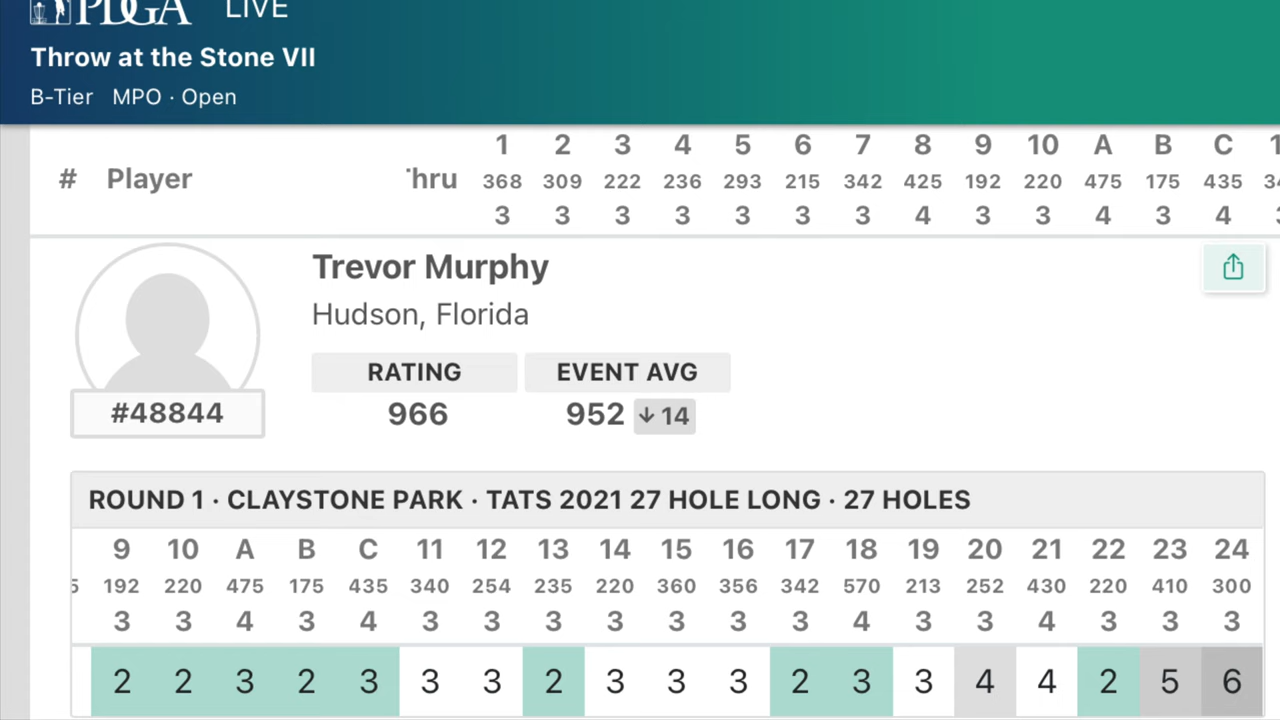 PDGA LIVE
Throw at the Stone VII
B-Tier MPO · Open
1 2 3 4 5 6 7 8 9 10 A B C
# Player Thru 368 309 222 236 293 215 342 425 192 220 475 175 435
3 3 3 3 3 3 3 4 3 3 4 3 4
Trevor Murphy
Hudson, Florida
RATING EVENT AVG
#48844 966 952 ↓ 14
ROUND 1 · CLAYSTONE PARK · TATS 2021 27 HOLE LONG · 27 HOLES
9 10 A B C 11 12 13 14 15 16 17 18 19 20 21 22 23 24
5 192 220 475 175 435 340 254 235 220 360 356 342 570 213 252 430 220 410 300
3 3 4 3 4 3 3 3 3 3 3 3 4 3 3 4 3 3 3
2 2 3 2 3 3 3 2 3 3 3 2 3 3 4 4 2 5 6